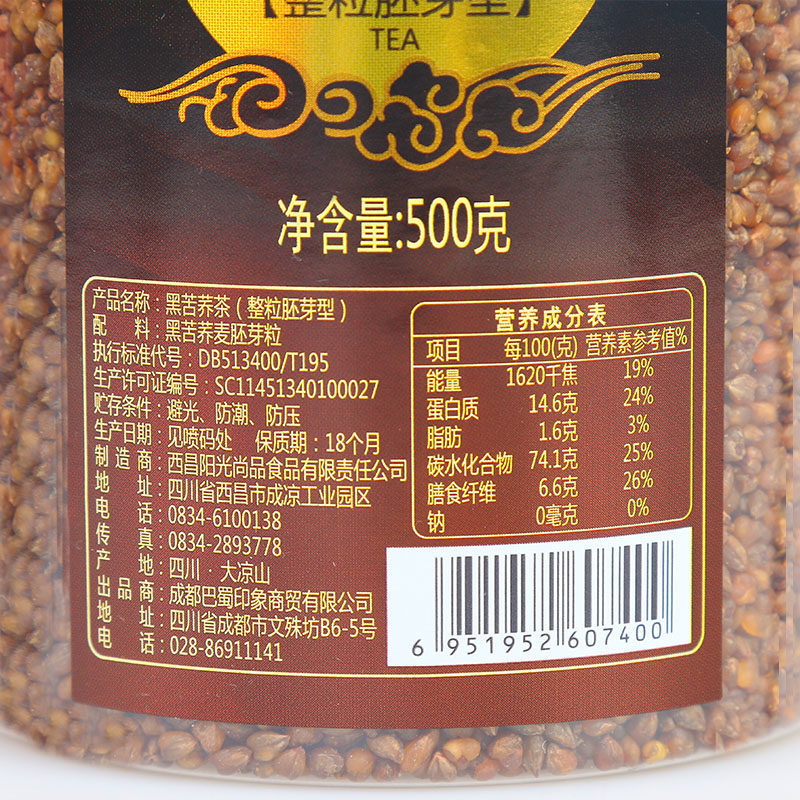 【整粒胚芽型】
TEA
净含量:500克
产品名称：黑苦荞茶（整粒胚芽型）
配 料：黑苦荞麦胚芽粒
执行标准代号：DB513400/T195
生产许可证编号：SC11451340100027
贮存条件：避光、防潮、防压
生产日期：见喷码处 保质期：18个月
制造商：西昌阳光尚品食品有限责任公司
地 址：四川省西昌市成凉工业园区
电 话：0834-6100138
传 真：0834-2893778
产 地：四川·大凉山
出品商：成都巴蜀印象商贸有限公司
地 址：四川省成都市文殊坊B6-5号
电 话：028-86911141
营养成分表
项目 每100(克) 营养素参考值%
能量 1620千焦 19%
蛋白质 14.6克 24%
脂肪 1.6克 3%
碳水化合物 74.1克 25%
膳食纤维 6.6克 26%
钠 0毫克 0%
6 951952 607400